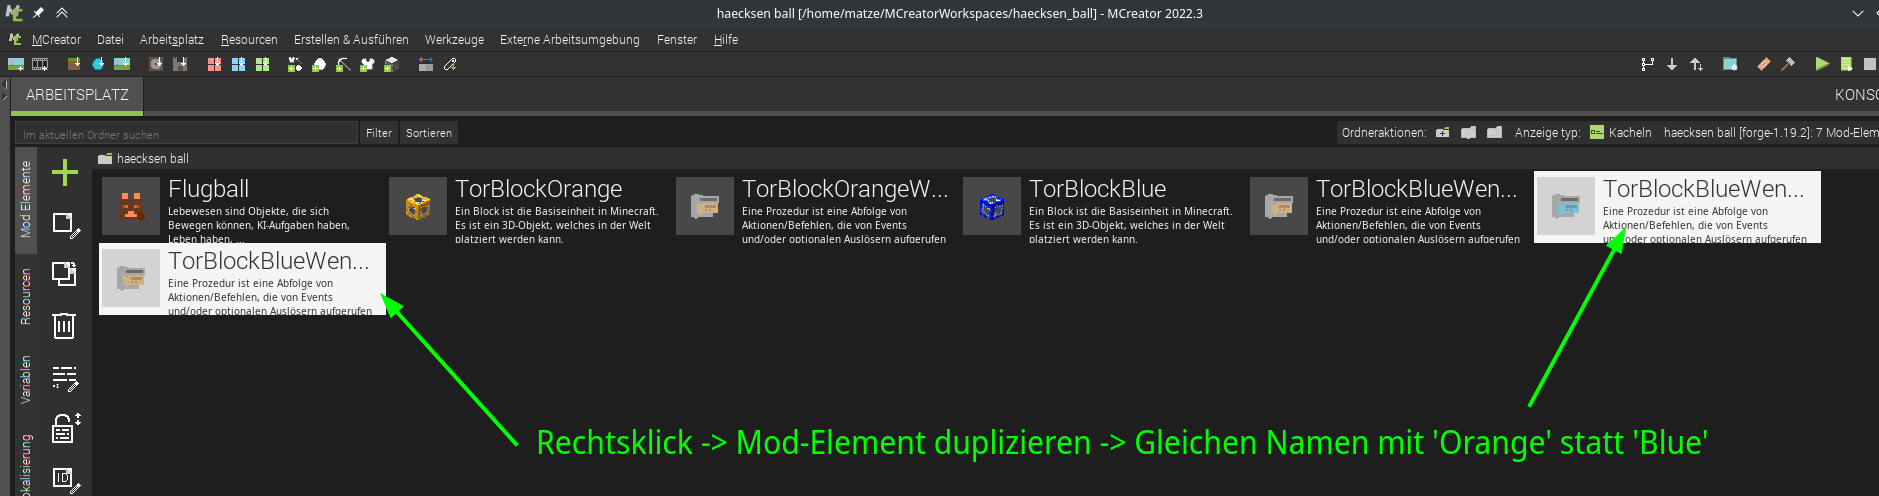 haecksen ball [/home/matze/MCreatorWorkspaces/haecksen_ball] - MCreator 2022.3
MCreator Datei Arbeitsplatz Resourcen Erstellen & Ausführen Werkzeuge Externe Arbeitsumgebung Fenster Hilfe
ARBEITSPLATZ
KONSO
Im aktuellen Ordner suchen
Filter
Sortieren
Ordneraktionen:
Anzeige typ:
Kacheln
haecksen ball [forge-1.19.2]: 7 Mod-Elem
haecksen ball
Mod Elemente
Resourcen
Variablen
okalisierung
Flugball
Lebewesen sind Objekte, die sich
Bewegen können, KI-Aufgaben haben,
Leben haben, ...
TorBlockOrange
Ein Block ist die Basiseinheit in Minecraft.
Es ist ein 3D-Objekt, welches in der Welt
platziert werden kann.
TorBlockOrangeW...
Eine Prozedur ist eine Abfolge von
Aktionen/Befehlen, die von Events
und/oder optionalen Auslösern aufgerufen
TorBlockBlue
Ein Block ist die Basiseinheit in Minecraft.
Es ist ein 3D-Objekt, welches in der Welt
platziert werden kann.
TorBlockBlueWen...
Eine Prozedur ist eine Abfolge von
Aktionen/Befehlen, die von Events
und/oder optionalen Auslösern aufgerufen
TorBlockBlueWen...
Eine Prozedur ist eine Abfolge von
Aktionen/Befehlen, die von Events
und/oder optionalen Auslösern aufgerufen
TorBlockBlueWen...
Eine Prozedur ist eine Abfolge von
Aktionen/Befehlen, die von Events
und/oder optionalen Auslösern aufgerufen
Rechtsklick -> Mod-Element duplizieren -> Gleichen Namen mit 'Orange' statt 'Blue'